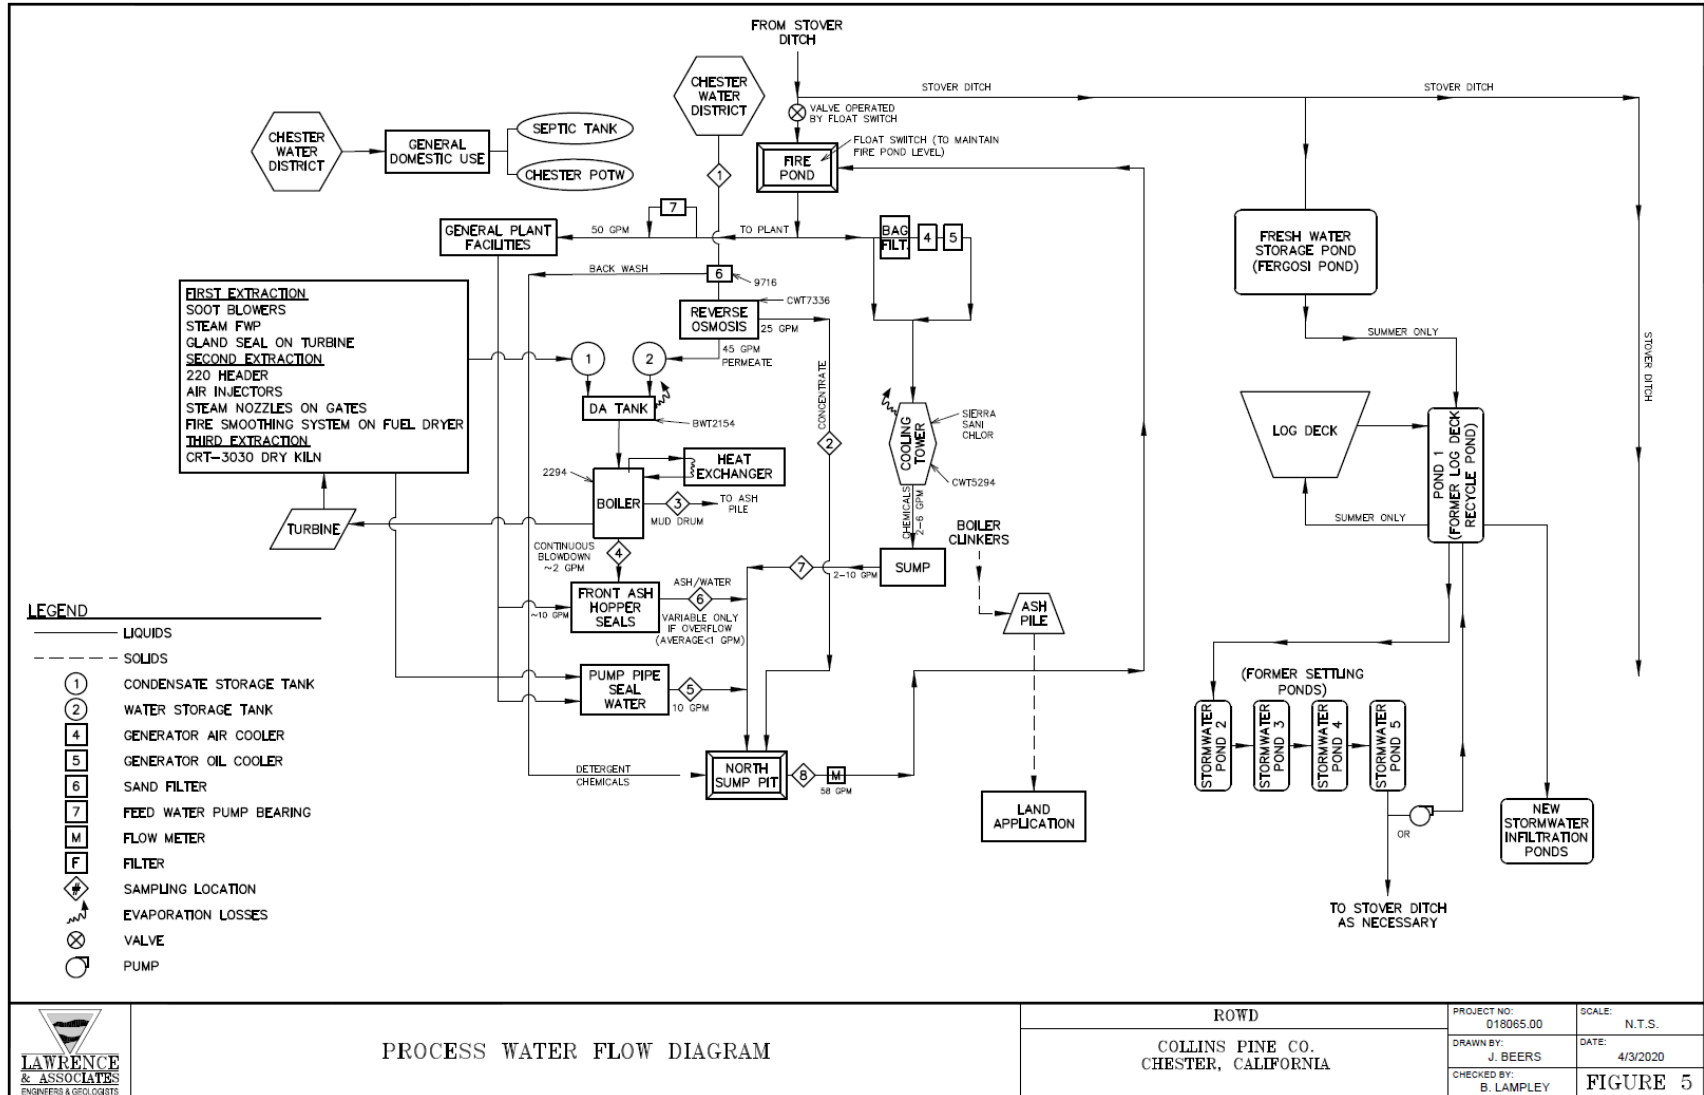 FROM STOVER
DITCH
CHESTER
WATER
DISTRICT
STOVER DITCH
STOVER DITCH
VALVE OPERATED
BY FLOAT SWITCH
CHESTER
WATER
DISTRICT
GENERAL
DOMESTIC USE
SEPTIC TANK
CHESTER POTW
FLOAT SWITCH (TO MAINTAIN
FIRE POND LEVEL)
FIRE
POND
1
7
GENERAL PLANT
FACILITIES
50 GPM
TO PLANT
BAG
FILT.
4
5
FRESH WATER
STORAGE POND
(FERGOSI POND)
BACK WASH
6
9716
FIRST EXTRACTION
SOOT BLOWERS
STEAM FWP
GLAND SEAL ON TURBINE
SECOND EXTRACTION
220 HEADER
AIR INJECTORS
STEAM NOZZLES ON GATES
FIRE SMOOTHING SYSTEM ON FUEL DRYER
THIRD EXTRACTION
CRT-3030 DRY KILN
CWT7336
REVERSE
OSMOSIS
25 GPM
45 GPM
PERMEATE
1
2
SUMMER ONLY
STOVER DITCH
DA TANK
BWT2154
CONCENTRATE
2
COOLING
TOWER
SIERRA
SANI
CHLOR
CWT5294
LOG DECK
POND 1
(FORMER LOG DECK
RECYCLE POND)
2294
BOILER
HEAT
EXCHANGER
3
TO ASH
PILE
MUD DRUM
CHEMICALS
2-6 GPM
SUMMER ONLY
TURBINE
CONTINUOUS
BLOWDOWN
~2 GPM
4
BOILER
CLINKERS
SUMP
2-10 GPM
7
FRONT ASH
HOPPER
SEALS
~10 GPM
ASH/WATER
6
VARIABLE ONLY
IF OVERFLOW
(AVERAGE<1 GPM)
ASH
PILE
PUMP PIPE
SEAL
WATER
5
10 GPM
(FORMER SETTLING
PONDS)
STORMWATER
POND 2
STORMWATER
POND 3
STORMWATER
POND 4
STORMWATER
POND 5
DETERGENT
CHEMICALS
NORTH
SUMP PIT
8
M
58 GPM
LAND
APPLICATION
OR
NEW
STORMWATER
INFILTRATION
PONDS
TO STOVER DITCH
AS NECESSARY
LEGEND
LIQUIDS
SOLIDS
1 CONDENSATE STORAGE TANK
2 WATER STORAGE TANK
4 GENERATOR AIR COOLER
5 GENERATOR OIL COOLER
6 SAND FILTER
7 FEED WATER PUMP BEARING
M FLOW METER
F FILTER
# SAMPLING LOCATION
EVAPORATION LOSSES
VALVE
PUMP
LAWRENCE
& ASSOCIATES
ENGINEERS & GEOLOGISTS
PROCESS WATER FLOW DIAGRAM
ROWD
COLLINS PINE CO.
CHESTER, CALIFORNIA
PROJECT NO:
018065.00
SCALE:
N.T.S.
DRAWN BY:
J. BEERS
DATE:
4/3/2020
CHECKED BY:
B. LAMPLEY
FIGURE 5